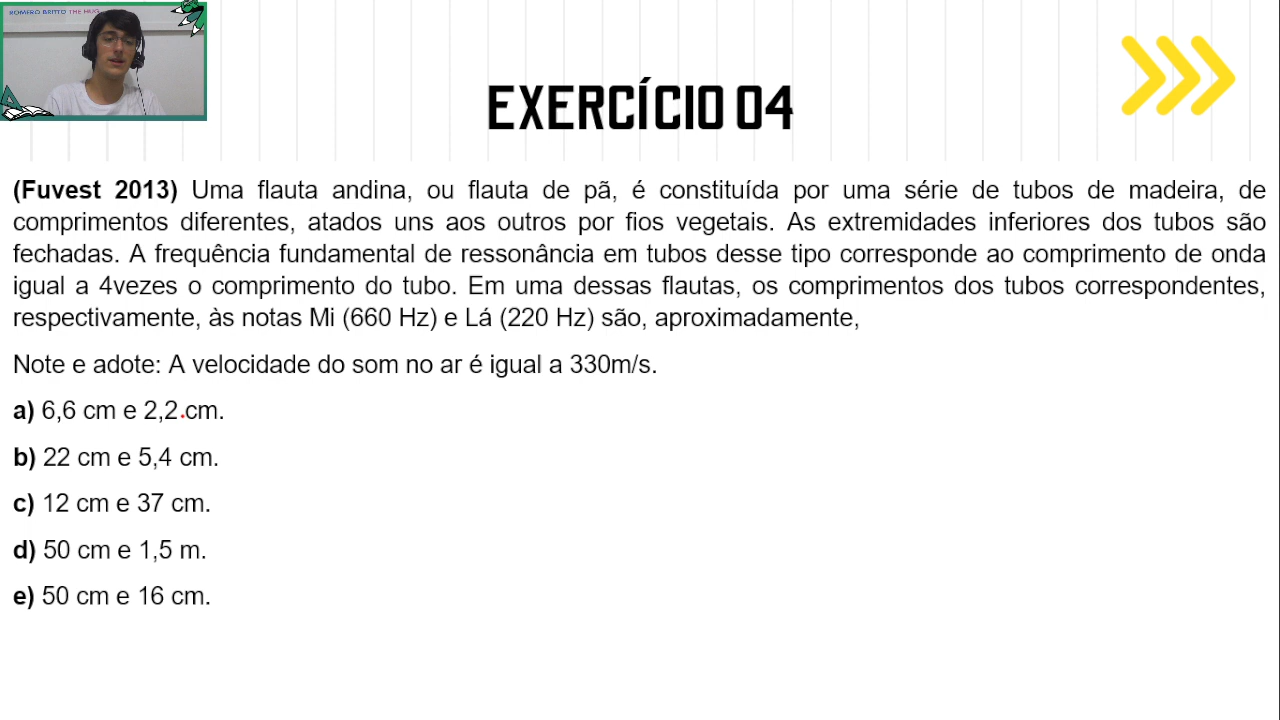 ROMERO BRITTO THE HUG
EXERCÍCIO 04
(Fuvest 2013) Uma flauta andina, ou flauta de pã, é constituída por uma série de tubos de madeira, de
comprimentos diferentes, atados uns aos outros por fios vegetais. As extremidades inferiores dos tubos são
fechadas. A frequência fundamental de ressonância em tubos desse tipo corresponde ao comprimento de onda
igual a 4vezes o comprimento do tubo. Em uma dessas flautas, os comprimentos dos tubos correspondentes,
respectivamente, às notas Mi (660 Hz) e Lá (220 Hz) são, aproximadamente,
Note e adote: A velocidade do som no ar é igual a 330m/s.
a) 6,6 cm e 2,2 cm.
b) 22 cm e 5,4 cm.
c) 12 cm e 37 cm.
d) 50 cm e 1,5 m.
e) 50 cm e 16 cm.